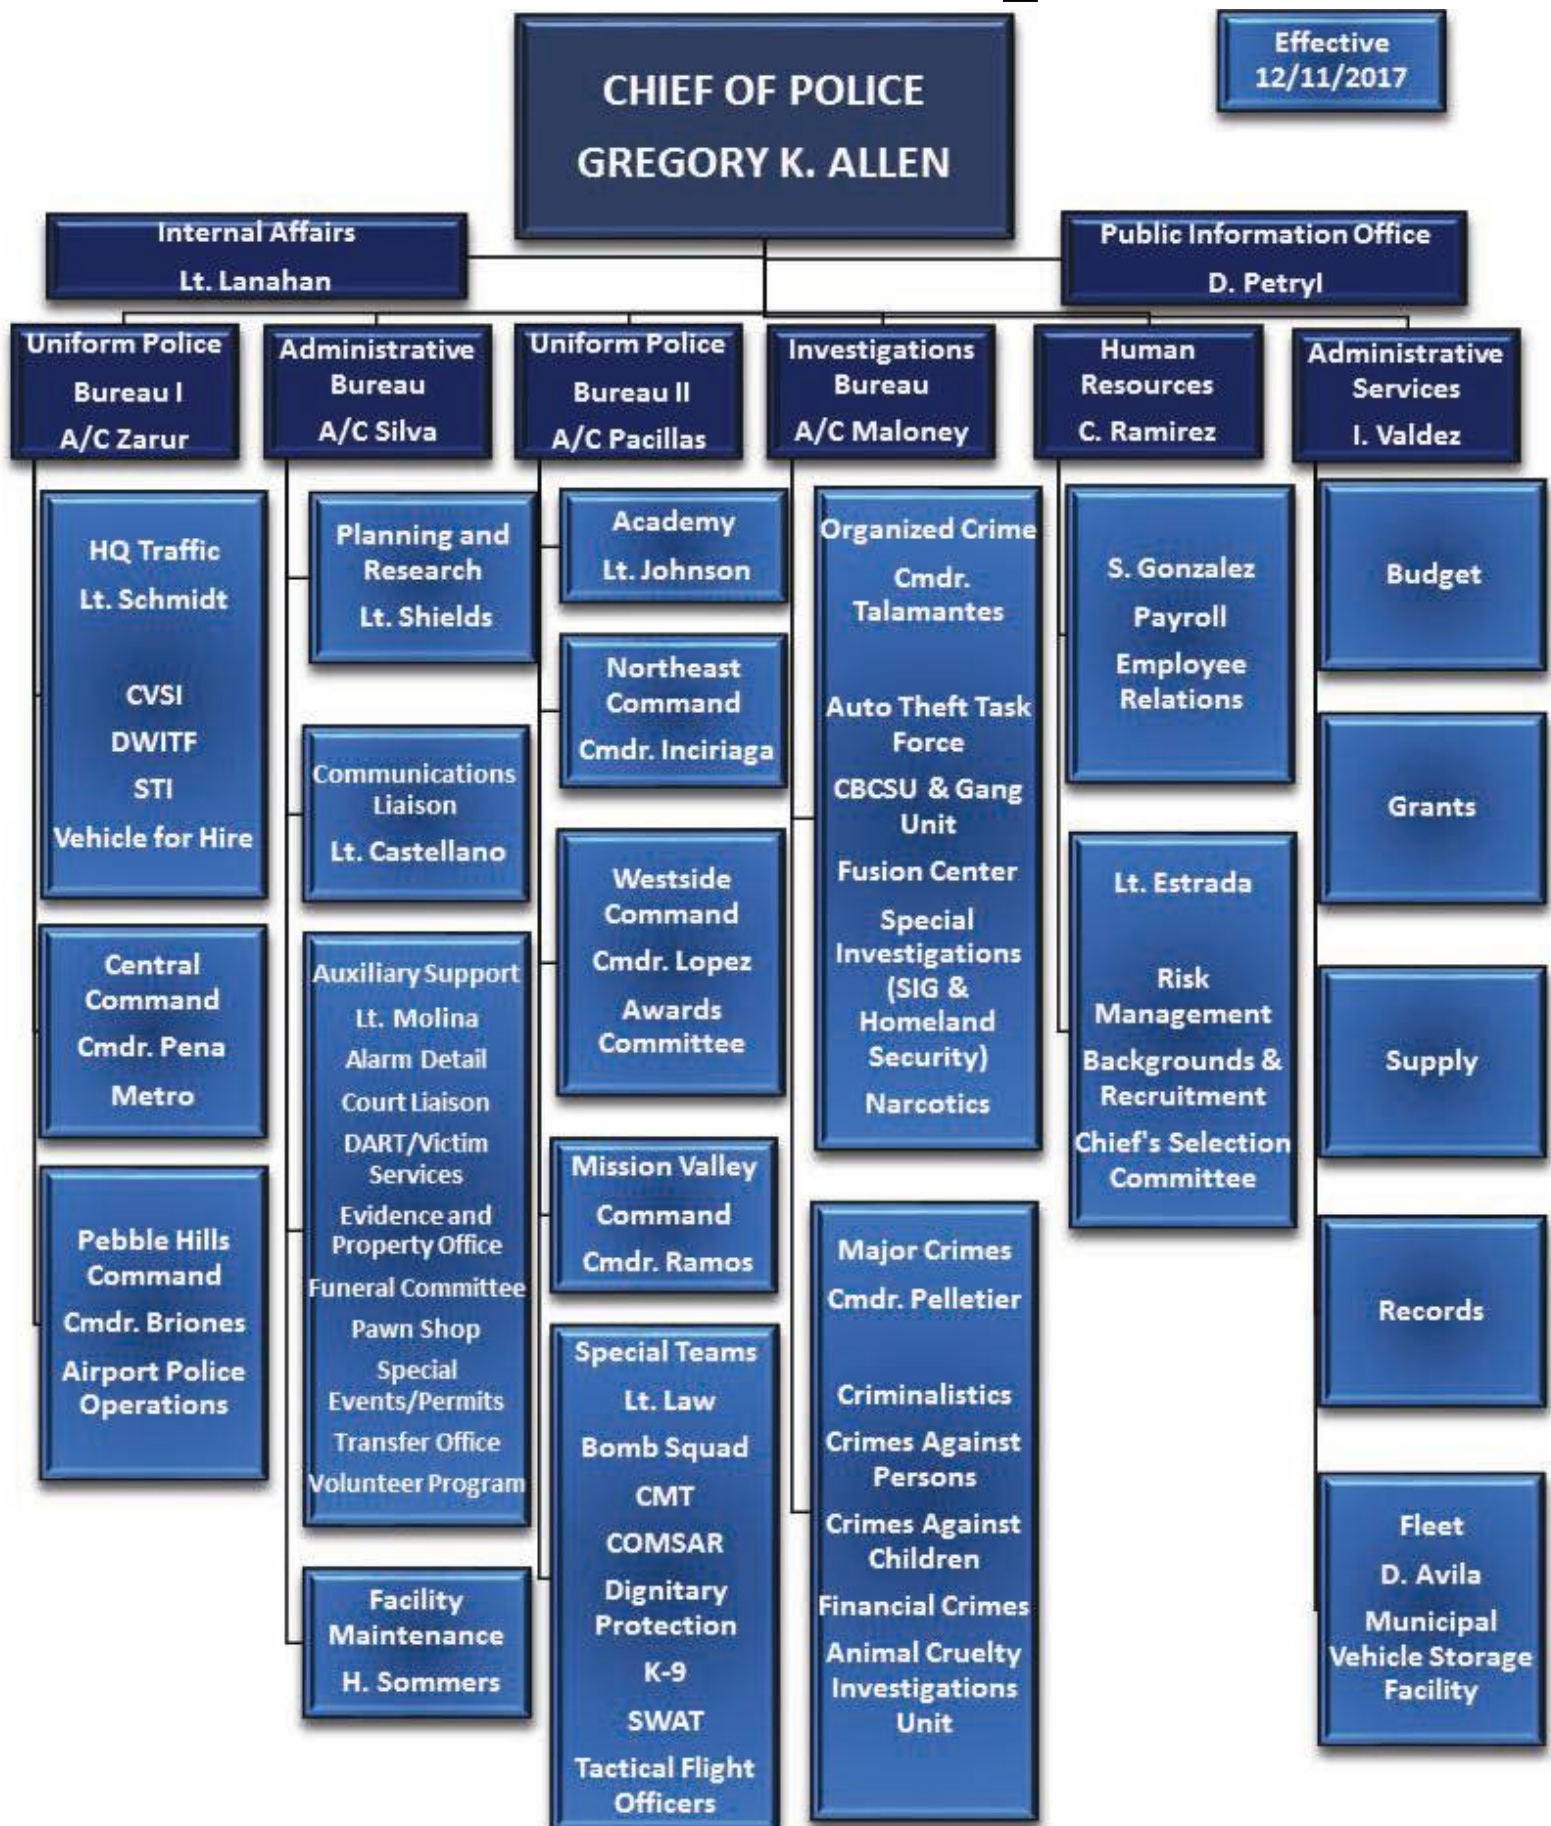 CHIEF OF POLICE
GREGORY K. ALLEN
Effective
12/11/2017
Internal Affairs
Lt. Lanahan
Public Information Office
D. Petryl
Uniform Police
Bureau I
A/C Zarur
Administrative
Bureau
A/C Silva
Uniform Police
Bureau II
A/C Pacillas
Investigations
Bureau
A/C Maloney
Human
Resources
C. Ramirez
Administrative
Services
I. Valdez
HQ Traffic
Lt. Schmidt
CVSI
DWITF
STI
Vehicle for Hire
Central
Command
Cmdr. Pena
Metro
Pebble Hills
Command
Cmdr. Briones
Airport Police
Operations
Planning and
Research
Lt. Shields
Communications
Liaison
Lt. Castellano
Auxiliary Support
Lt. Molina
Alarm Detail
Court Liaison
DART/Victim
Services
Evidence and
Property Office
Funeral Committee
Pawn Shop
Special
Events/Permits
Transfer Office
Volunteer Program
Facility
Maintenance
H. Sommers
Academy
Lt. Johnson
Northeast
Command
Cmdr. Inciriaga
Westside
Command
Cmdr. Lopez
Awards
Committee
Mission Valley
Command
Cmdr. Ramos
Special Teams
Lt. Law
Bomb Squad
CMT
COMSAR
Dignitary
Protection
K-9
SWAT
Tactical Flight
Officers
Organized Crime
Cmdr.
Talamantes
Auto Theft Task
Force
CBCSU & Gang
Unit
Fusion Center
Special
Investigations
(SIG &
Homeland
Security)
Narcotics
Major Crimes
Cmdr. Pelletier
Criminalistics
Crimes Against
Persons
Crimes Against
Children
Financial Crimes
Animal Cruelty
Investigations
Unit
S. Gonzalez
Payroll
Employee
Relations
Lt. Estrada
Risk
Management
Backgrounds &
Recruitment
Chief's Selection
Committee
Budget
Grants
Supply
Records
Fleet
D. Avila
Municipal
Vehicle Storage
Facility